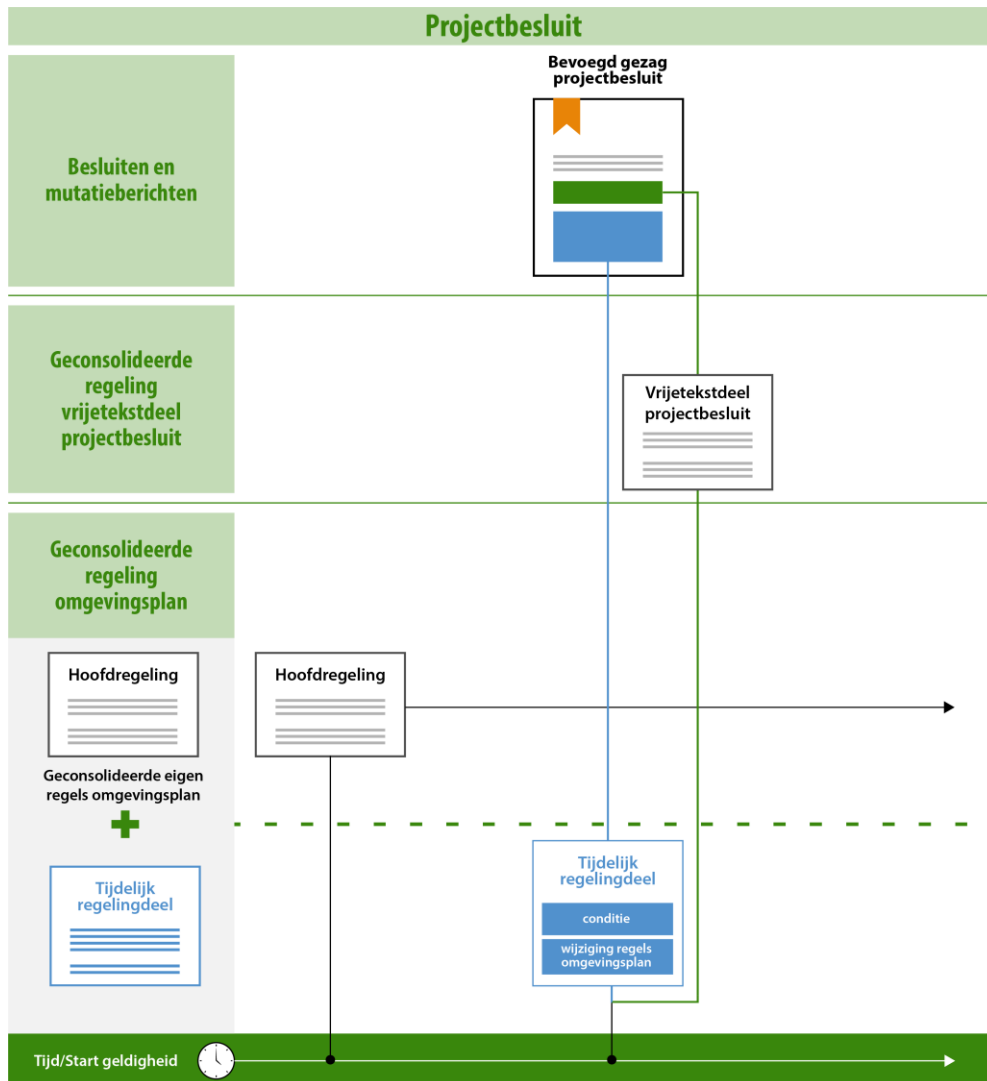 Projectbesluit
Bevoegd gezag
projectbesluit
Besluiten en
mutatieberichten
Geconsolideerde
regeling
vrijetekstdeel
projectbesluit
Vrijetekstdeel
projectbesluit
Geconsolideerde
regeling
omgevingsplan
Hoofdregeling
Hoofdregeling
Geconsolideerde eigen
regels omgevingsplan
Tijdelijk
regelingdeel
Tijdelijk
regelingdeel
conditie
wijziging regels
omgevingsplan
Tijd/Start geldigheid